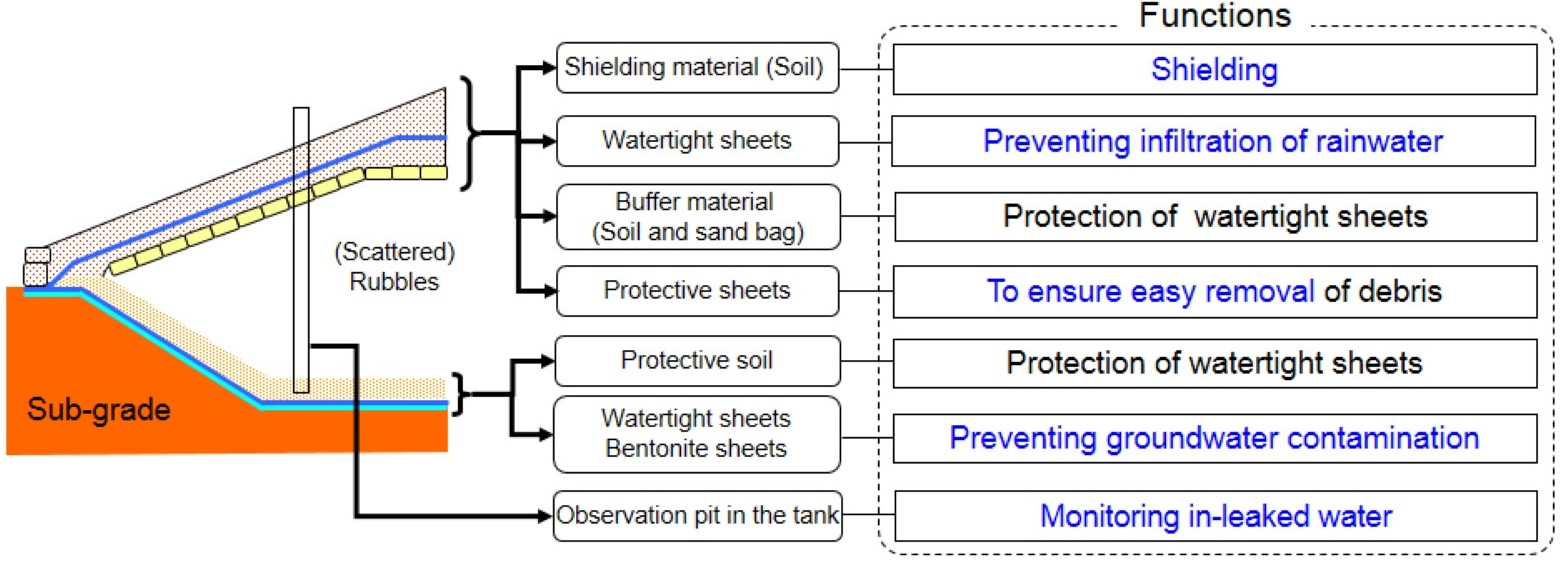 Functions
Shielding material (Soil)
Shielding
Watertight sheets
Preventing infiltration of rainwater
Buffer material
(Soil and sand bag)
Protection of watertight sheets
(Scattered)
Rubbles
Protective sheets
To ensure easy removal of debris
Protective soil
Protection of watertight sheets
Sub-grade
Watertight sheets
Bentonite sheets
Preventing groundwater contamination
Observation pit in the tank
Monitoring in-leaked water